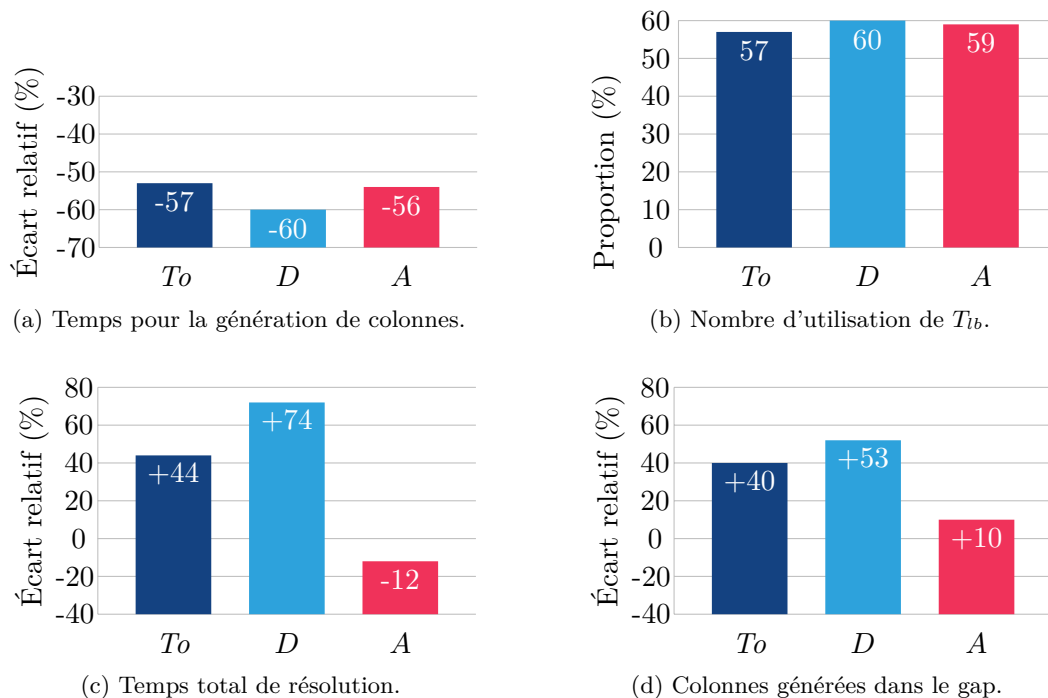 Écart relatif (%)
-30
-40
-50
-60
-70
-57
-60
-56
To
D
A
(a) Temps pour la génération de colonnes.
Proportion (%)
60
50
40
30
20
10
0
57
60
59
To
D
A
(b) Nombre d'utilisation de T_{lb}.
Écart relatif (%)
80
60
40
20
0
-20
-40
+44
+74
-12
To
D
A
(c) Temps total de résolution.
Écart relatif (%)
80
60
40
20
0
-20
-40
+40
+53
+10
To
D
A
(d) Colonnes générées dans le gap.